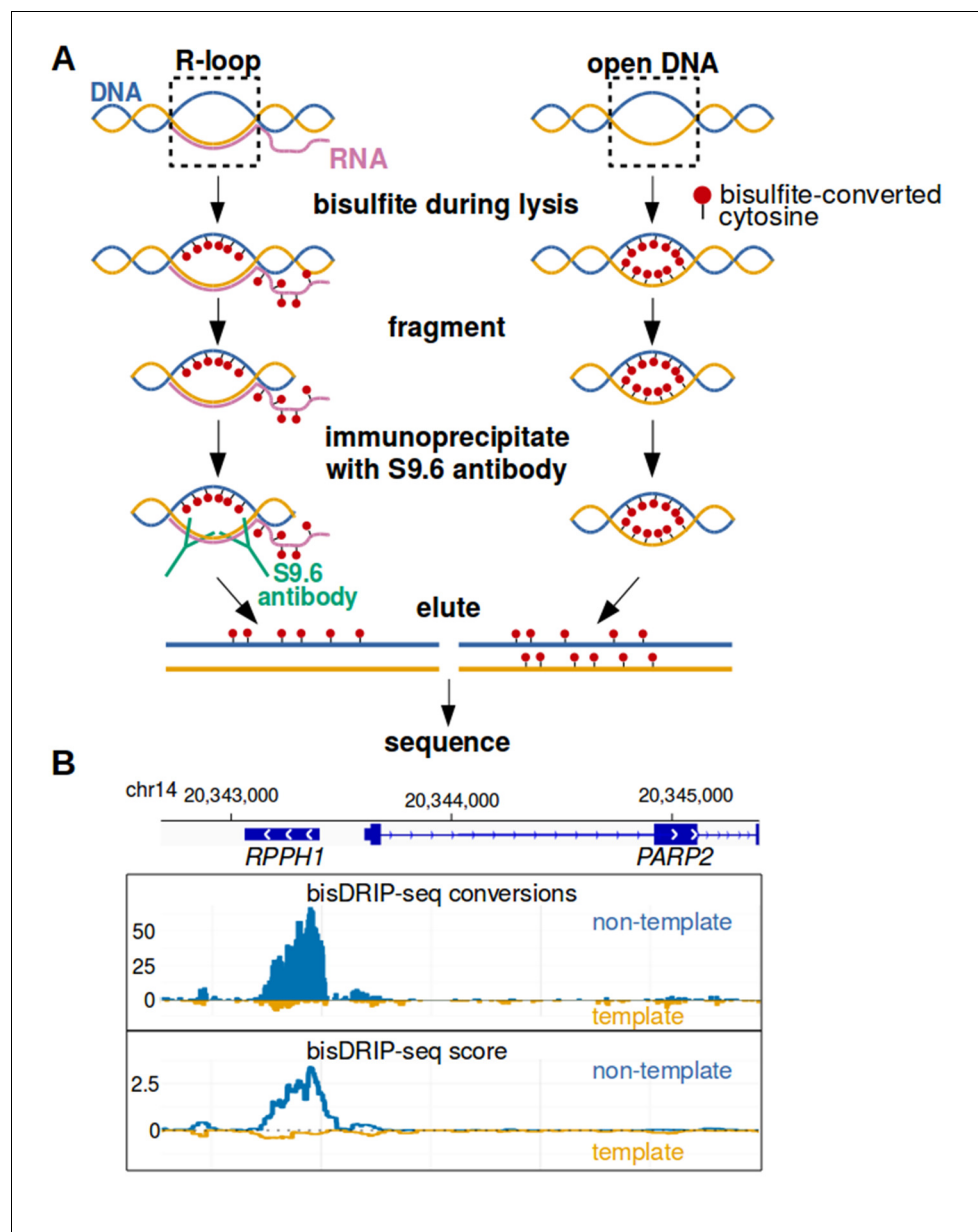 A
R-loop
open DNA
DNA
RNA
bisulfite during lysis
bisulfite-converted
cytosine
fragment
immunoprecipitate
with S9.6 antibody
S9.6
antibody
elute
sequence
B
chr14 20,343,000 20,344,000 20,345,000
RPPH1 PARP2
bisDRIP-seq conversions
non-template
50
25
0
template
bisDRIP-seq score
non-template
2.5
0
template